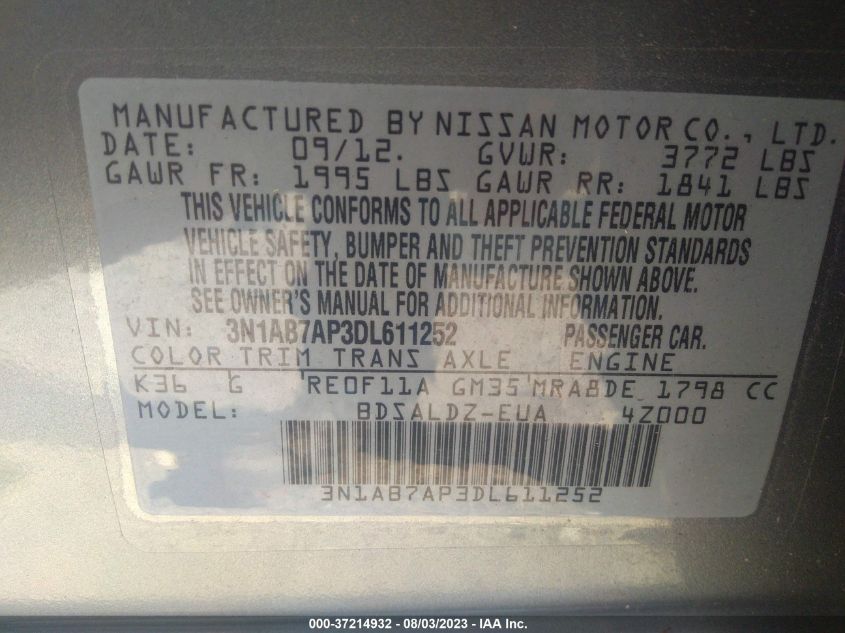 MANUFACTURED BY NISSAN MOTOR CO., LTD.
DATE: 09/12. GVWR: 3772 LBS
GAWR FR: 1995 LBS GAWR RR: 1841 LBS
THIS VEHICLE CONFORMS TO ALL APPLICABLE FEDERAL MOTOR
VEHICLE SAFETY, BUMPER AND THEFT PREVENTION STANDARDS
IN EFFECT ON THE DATE OF MANUFACTURE SHOWN ABOVE.
SEE OWNER'S MANUAL FOR ADDITIONAL INFORMATION.
VIN: 3N1AB7AP3DL611252 PASSENGER CAR.
COLOR TRIM TRANS AXLE ENGINE
K36 G RE0F11A GM35 MRA8DE 1798 CC
MODEL: BDSALDZ-EUA 4Z000
3N1AB7AP3DL611252
000-37214932 - 08/03/2023 - IAA Inc.